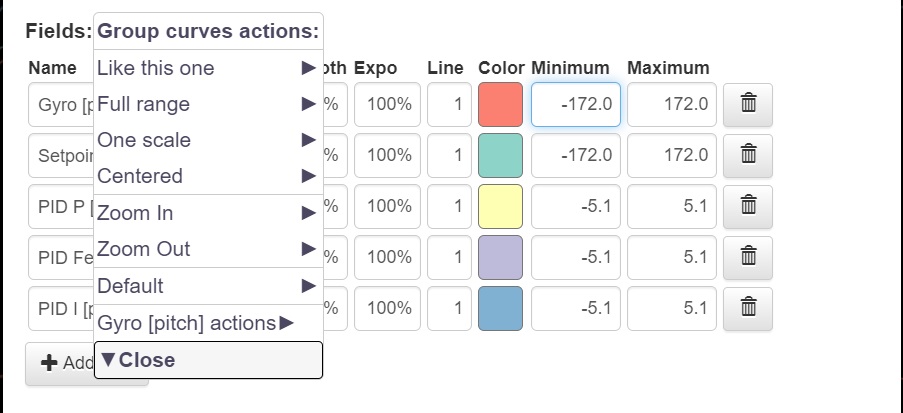 Fields: Group curves actions:
Name Like this one ▶ oth Expo Line Color Minimum Maximum
Gyro [p Full range ▶ % 100% 1 -172.0 172.0
One scale ▶
Setpoin % 100% 1 -172.0 172.0
Centered ▶
PID P [ Zoom In ▶ % 100% 1 -5.1 5.1
PID Fe Zoom Out ▶ % 100% 1 -5.1 5.1
Default ▶
PID I [p Gyro [pitch] actions▶ % 100% 1 -5.1 5.1
+ Add ▼Close